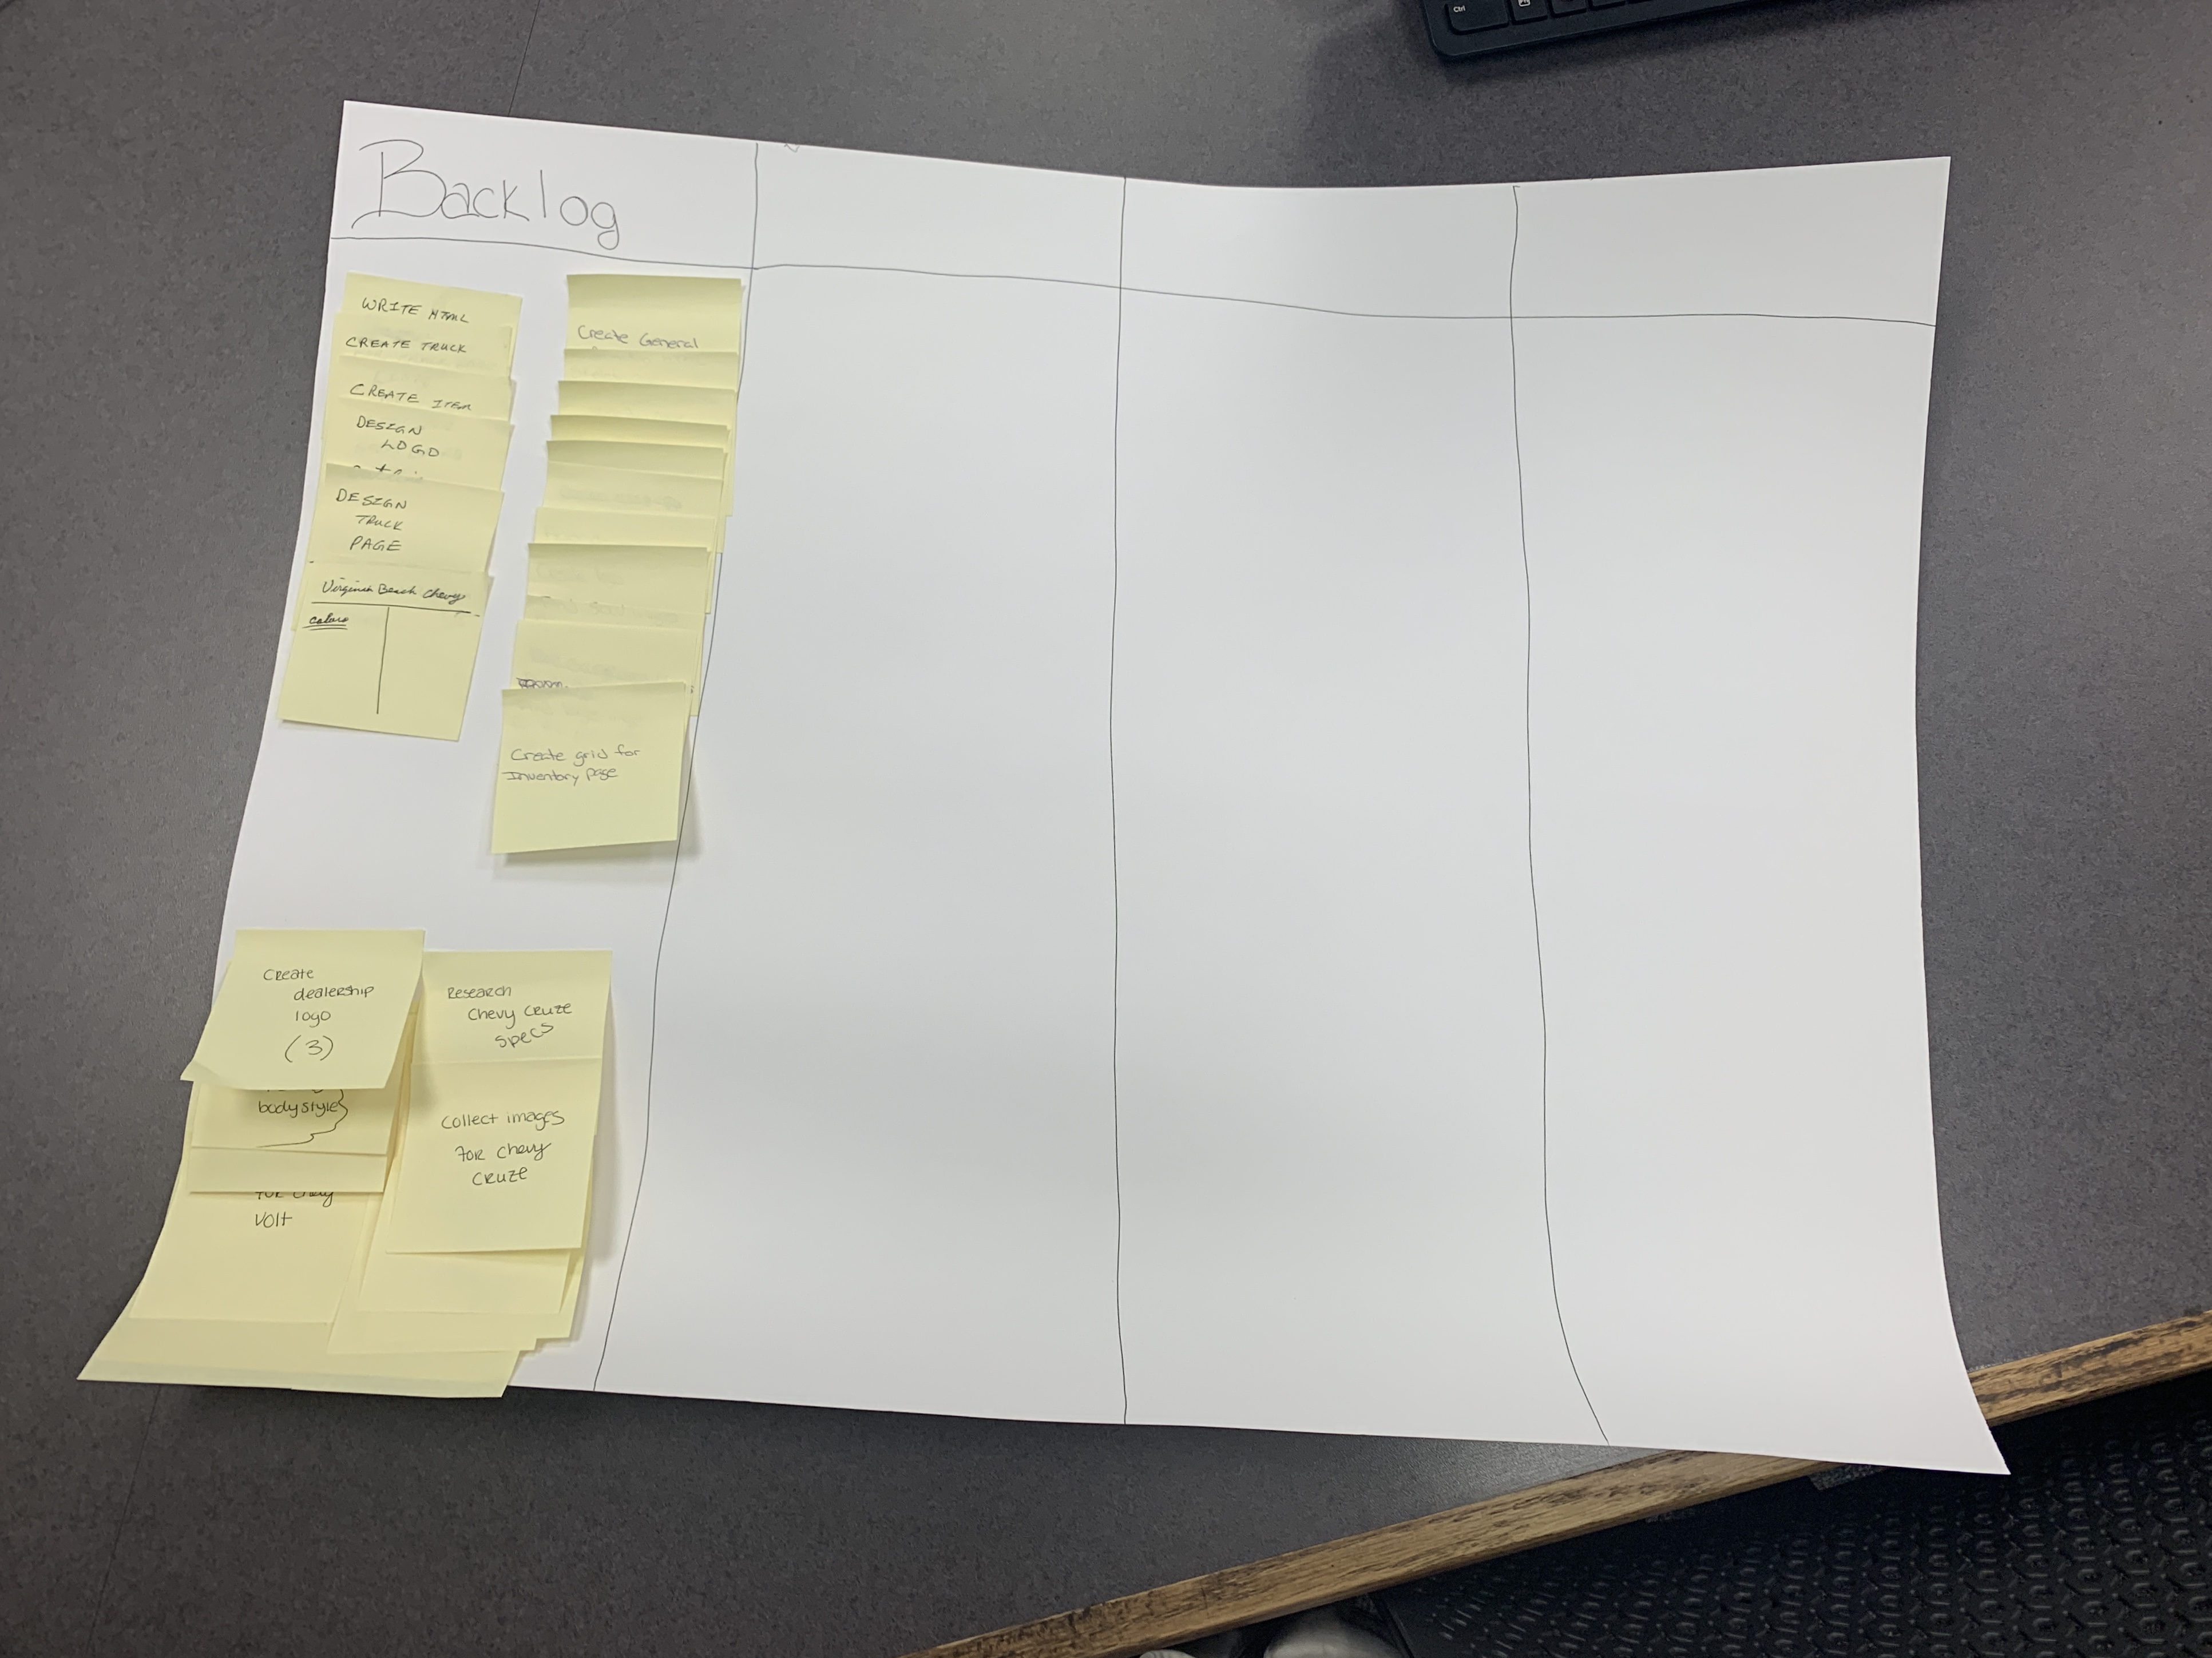 Backlog
WRITE HTML
CREATE TRUCK
CREATE ITEM
DESIGN
LOGO
DESIGN
TRUCK
PAGE
Virginia Beach Chevy
colors
Create General
Create grid for
Inventory page
Create
dealership
logo
(3)
body style
for chevy
Volt
Research
Chevy Cruze
specs
Collect images
for chevy
cruze
Ctrl